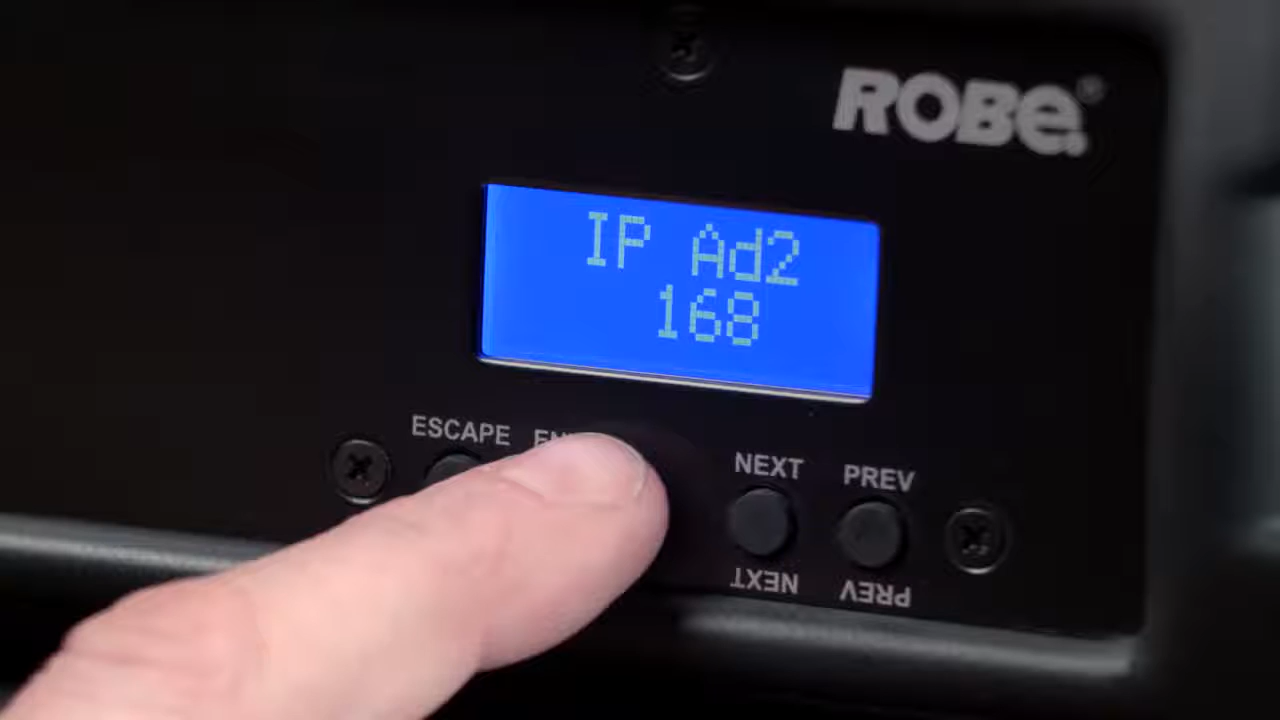 ROBE®
IP Ad2
168
ESCAPE
NEXT PREV
NEXT PREV